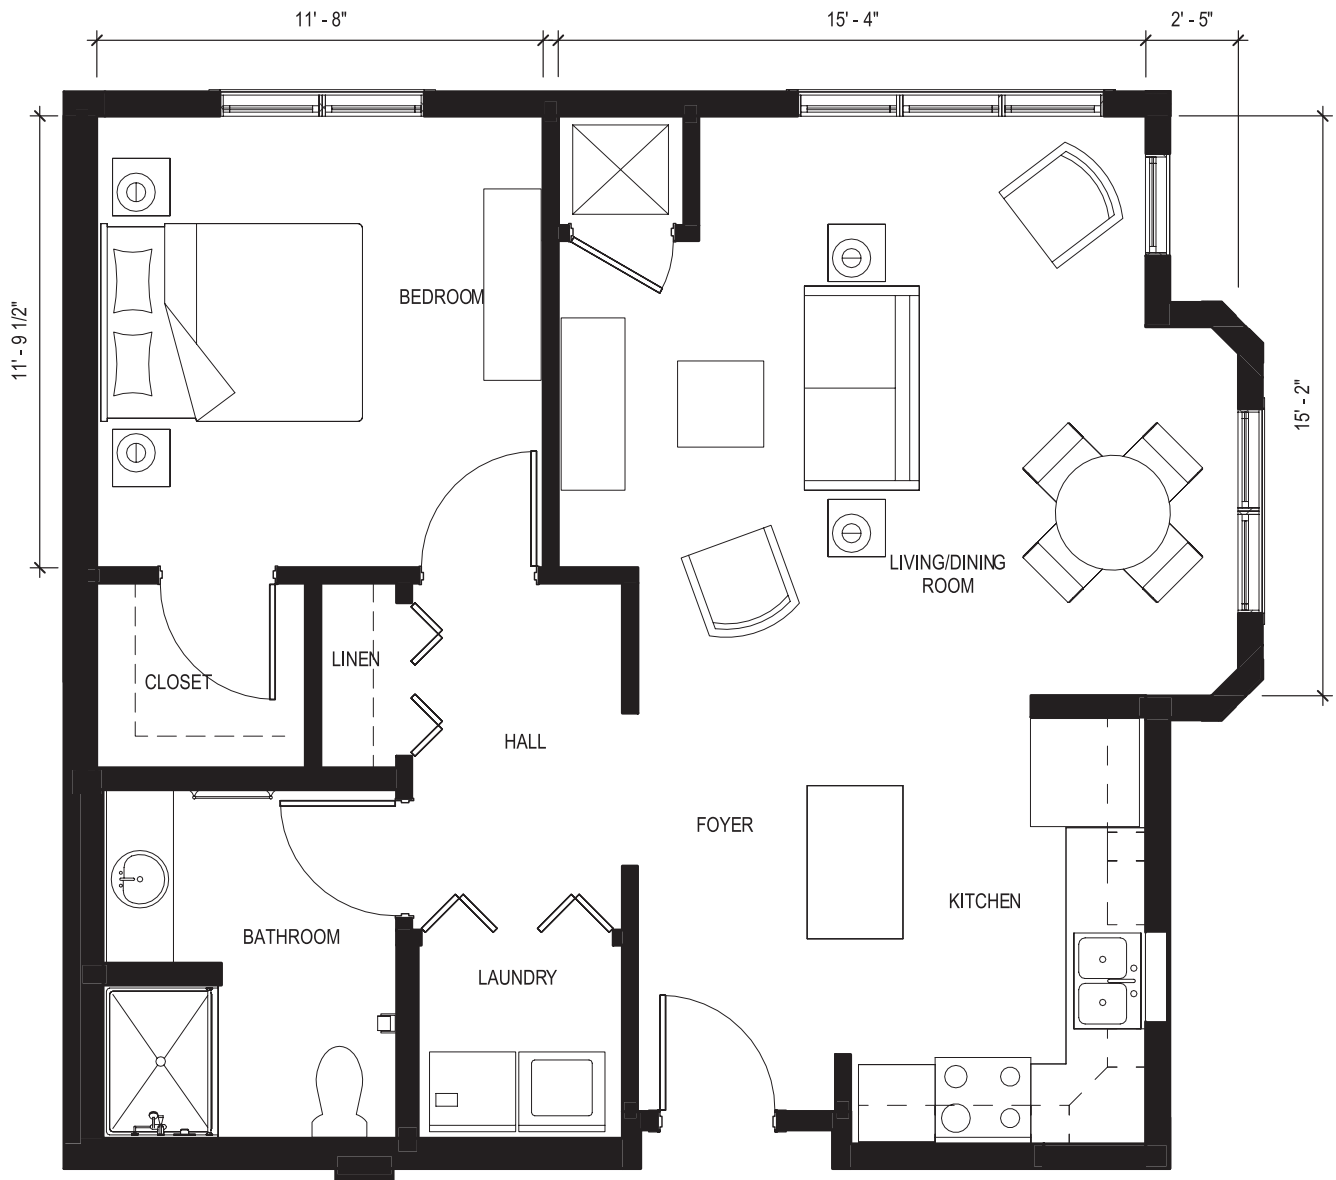 11' - 8"
15' - 4"
2' - 5"
11' - 9 1/2"
BEDROOM
15' - 2"
LIVING/DINING
ROOM
LINEN
CLOSET
HALL
FOYER
KITCHEN
BATHROOM
LAUNDRY